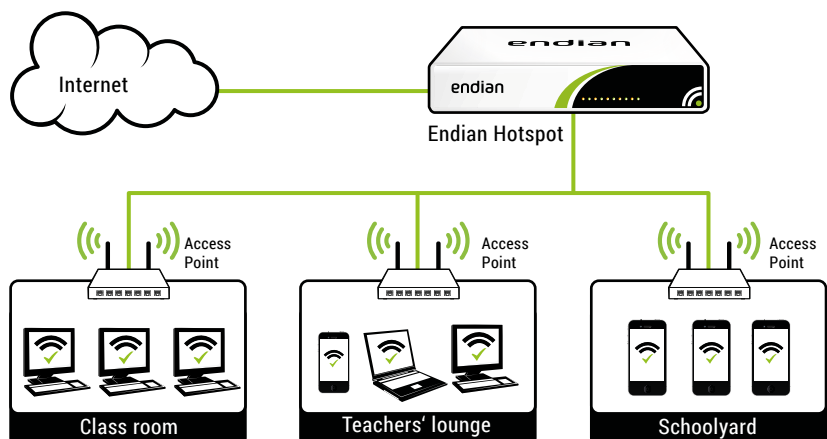 endian
Internet
endian
Endian Hotspot
Access
Point
Access
Point
Access
Point
Class room
Teachers‘ lounge
Schoolyard